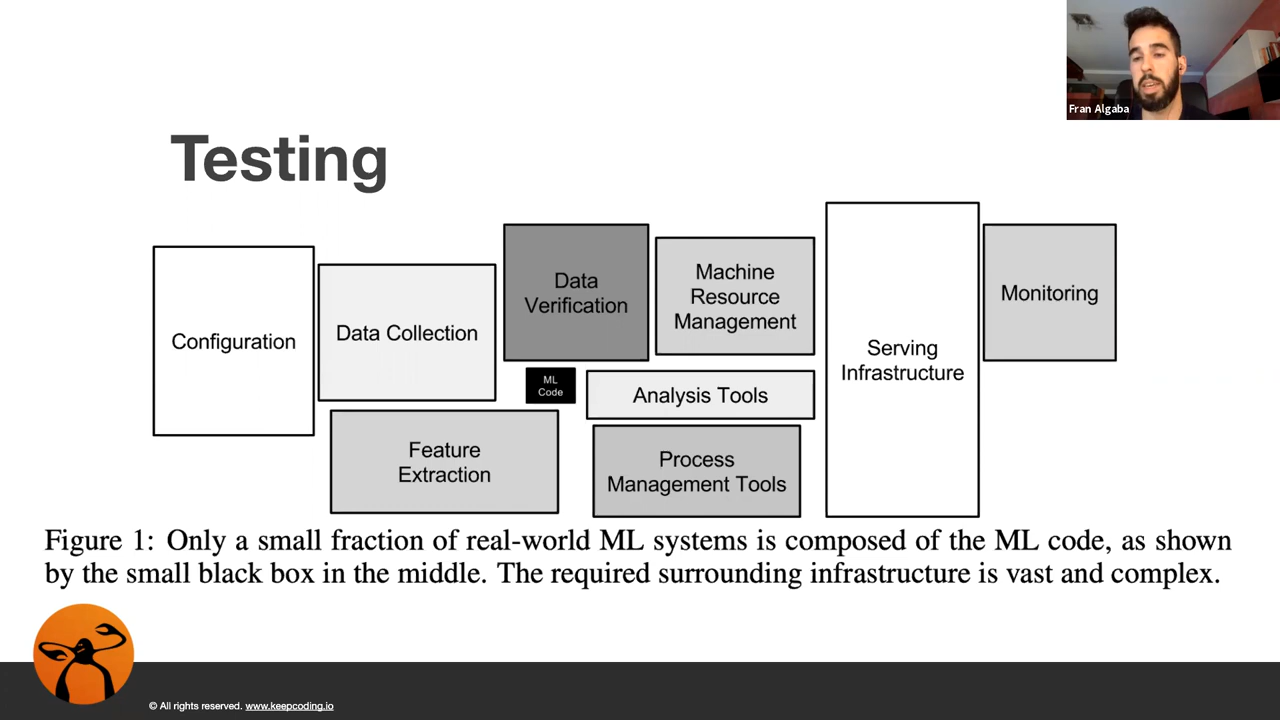 Fran Algaba
Testing
Configuration
Data Collection
Data
Verification
Machine
Resource
Management
Serving
Infrastructure
Monitoring
ML
Code
Analysis Tools
Feature
Extraction
Process
Management Tools
Figure 1: Only a small fraction of real-world ML systems is composed of the ML code, as shown
by the small black box in the middle. The required surrounding infrastructure is vast and complex.
© All rights reserved. www.keepcoding.io